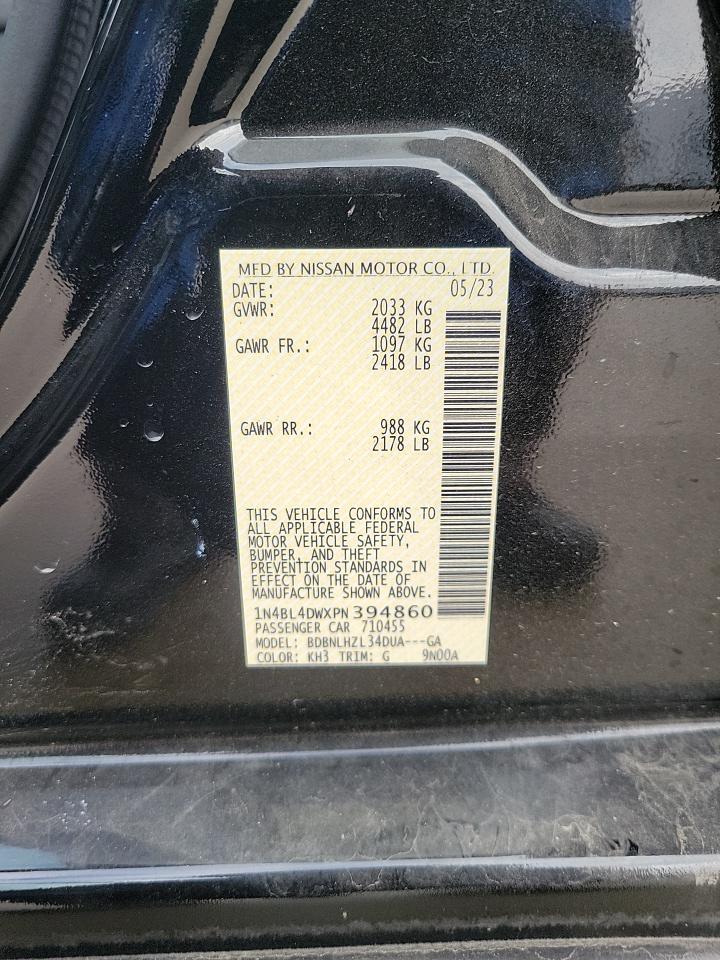 MFD BY NISSAN MOTOR CO., LTD.
DATE: 05/23
GVWR: 2033 KG
4482 LB
GAWR FR.: 1097 KG
2418 LB
GAWR RR.: 988 KG
2178 LB
THIS VEHICLE CONFORMS TO
ALL APPLICABLE FEDERAL
MOTOR VEHICLE SAFETY,
BUMPER, AND THEFT
PREVENTION STANDARDS IN
EFFECT ON THE DATE OF
MANUFACTURE SHOWN ABOVE.
1N4BL4DWXPN394860
PASSENGER CAR 710455
MODEL: BDBNLHZL34DUA---GA
COLOR: KH3 TRIM: G 9N00A